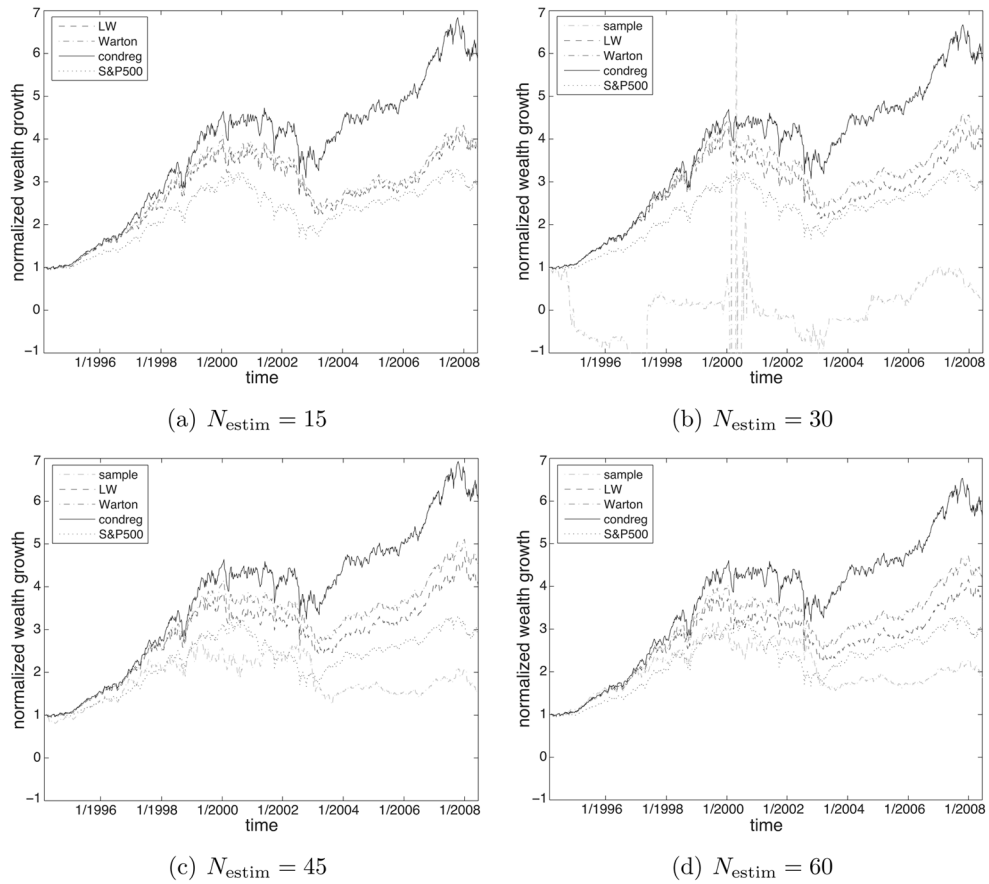 7
6
5
4
3
2
1
0
−1
normalized wealth growth
LW
Warton
condreg
S&P500
1/1996 1/1998 1/2000 1/2002 1/2004 1/2006 1/2008
time
(a) N_estim = 15
7
6
5
4
3
2
1
0
−1
normalized wealth growth
sample
LW
Warton
condreg
S&P500
1/1996 1/1998 1/2000 1/2002 1/2004 1/2006 1/2008
time
(b) N_estim = 30
7
6
5
4
3
2
1
0
−1
normalized wealth growth
sample
LW
Warton
condreg
S&P500
1/1996 1/1998 1/2000 1/2002 1/2004 1/2006 1/2008
time
(c) N_estim = 45
7
6
5
4
3
2
1
0
−1
normalized wealth growth
sample
LW
Warton
condreg
S&P500
1/1996 1/1998 1/2000 1/2002 1/2004 1/2006 1/2008
time
(d) N_estim = 60